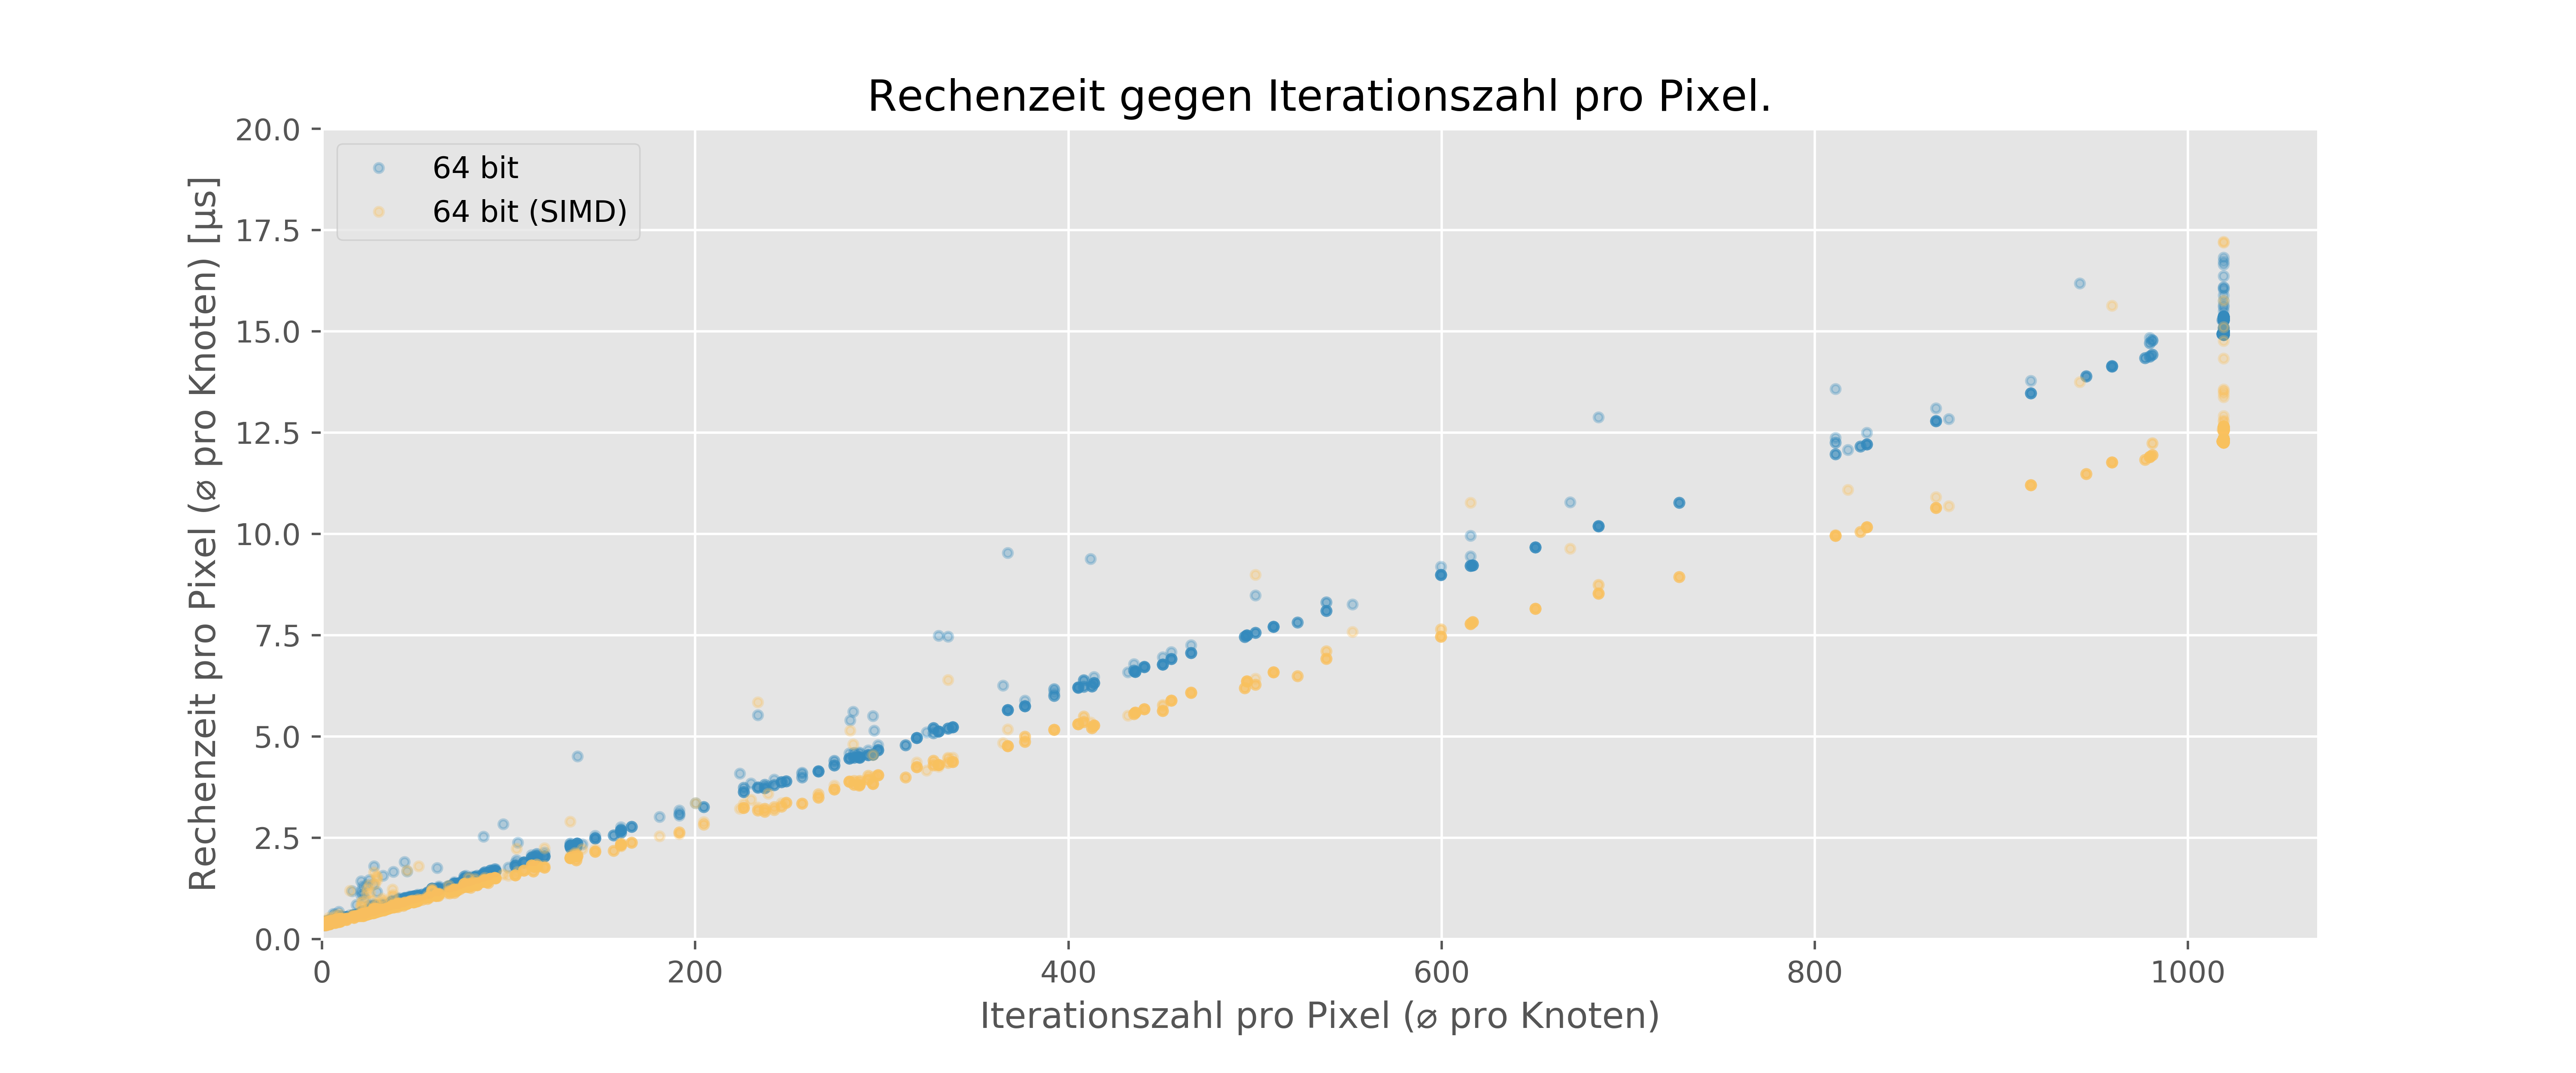 Rechenzeit gegen Iterationszahl pro Pixel.
64 bit
64 bit (SIMD)
Rechenzeit pro Pixel (⌀ pro Knoten) [µs]
20.0
17.5
15.0
12.5
10.0
7.5
5.0
2.5
0.0
0 200 400 600 800 1000
Iterationszahl pro Pixel (⌀ pro Knoten)